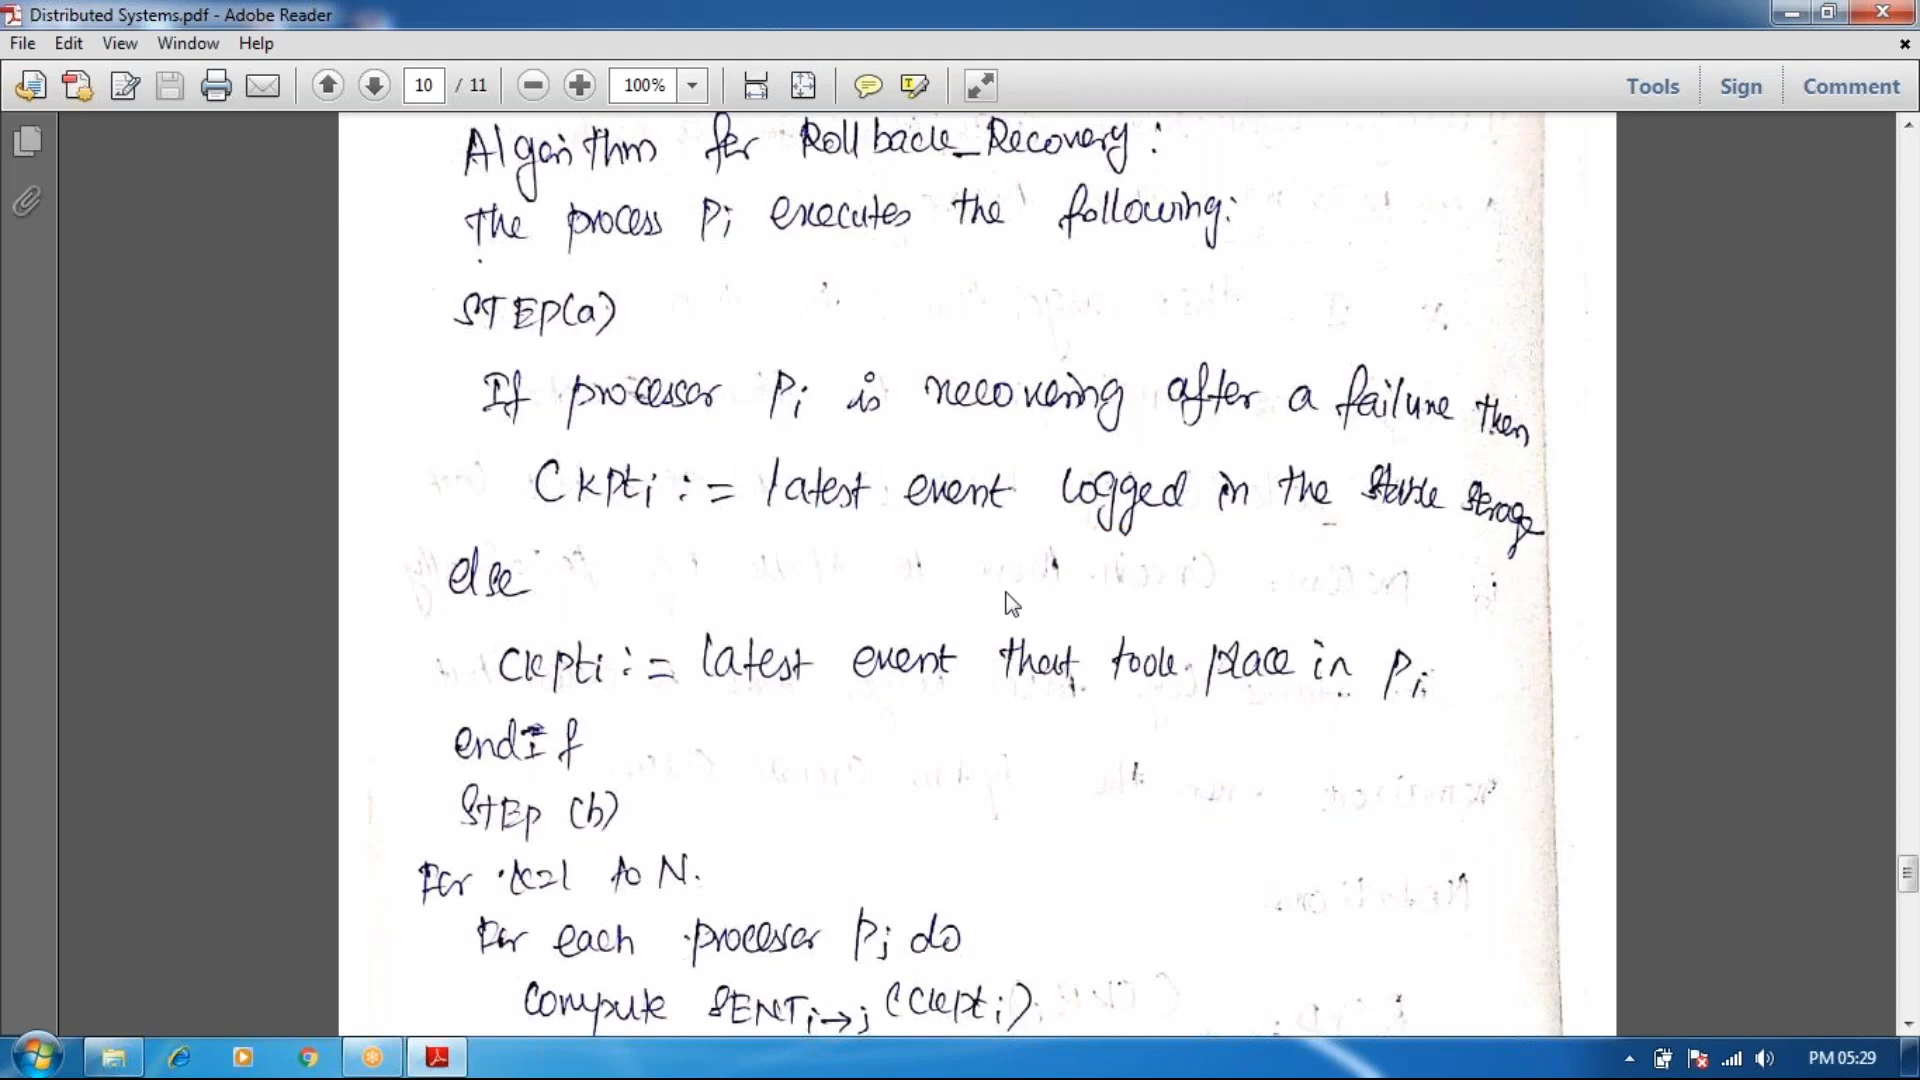 Distributed Systems.pdf - Adobe Reader
File Edit View Window Help
10 / 11 100% Tools Sign Comment
Algorithm for Rollback_Recovery:
The process Pi executes the following:
STEP(a)
If processor Pi is recovering after a failure then
Ckpti := latest event logged in the stable storage
else
Ckpti := latest event that took place in Pi
endIf
STEP (b)
For k=1 to N.
For each processor Pj do
Compute SENTi→j (Ckpti)
PM 05:29